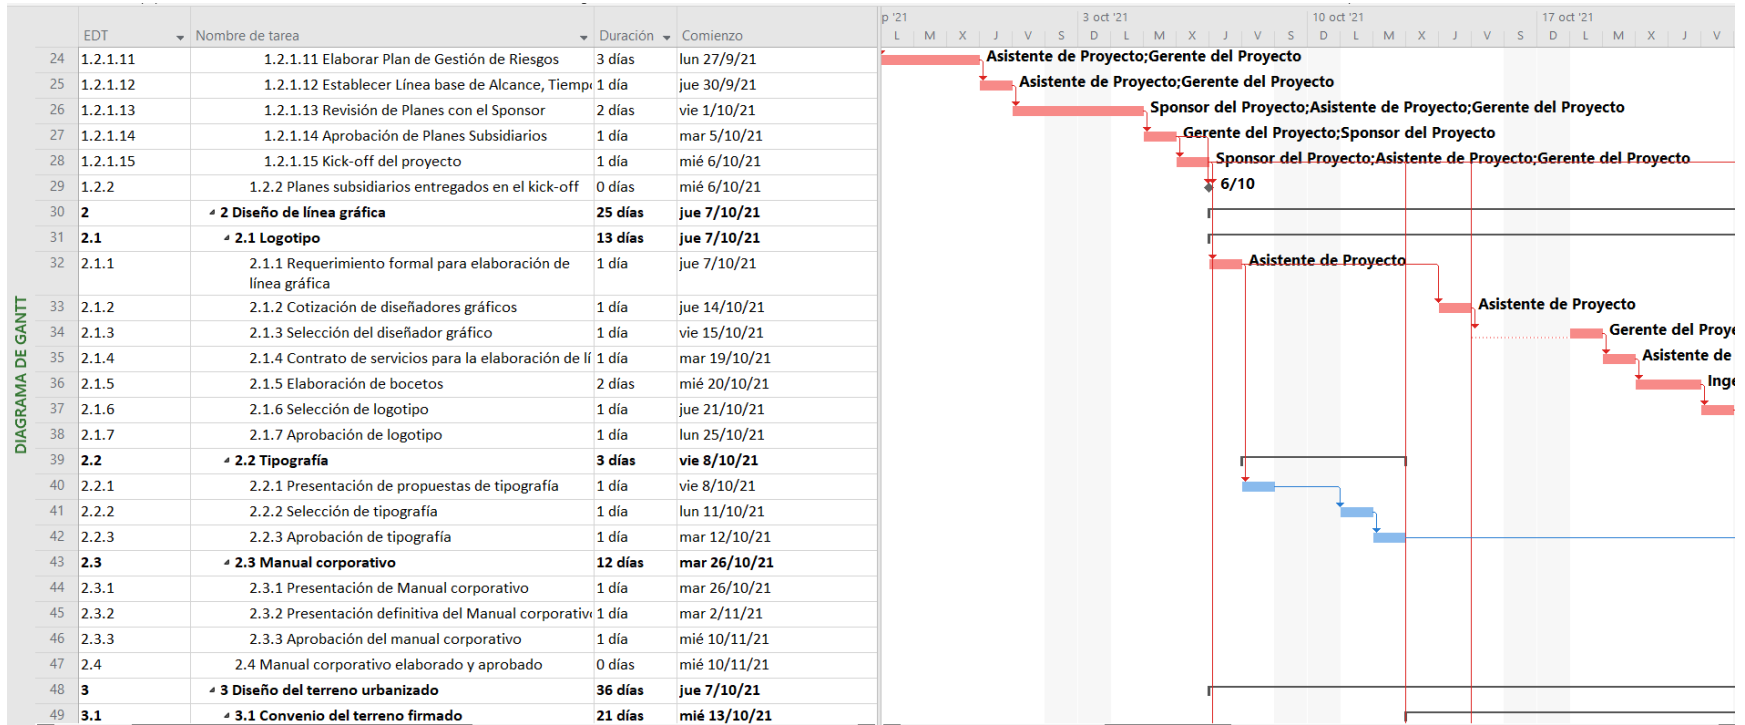 p '21 3 oct '21 10 oct '21 17 oct '21
EDT Nombre de tarea Duración Comienzo L M X J V S D L M X J V S D L M X J V S D L M X J V
24 1.2.1.11 1.2.1.11 Elaborar Plan de Gestión de Riesgos 3 días lun 27/9/21 Asistente de Proyecto;Gerente del Proyecto
25 1.2.1.12 1.2.1.12 Establecer Línea base de Alcance, Tiempo 1 día jue 30/9/21 Asistente de Proyecto;Gerente del Proyecto
26 1.2.1.13 1.2.1.13 Revisión de Planes con el Sponsor 2 días vie 1/10/21 Sponsor del Proyecto;Asistente de Proyecto;Gerente del Proyecto
27 1.2.1.14 1.2.1.14 Aprobación de Planes Subsidiarios 1 día mar 5/10/21 Gerente del Proyecto;Sponsor del Proyecto
28 1.2.1.15 1.2.1.15 Kick-off del proyecto 1 día mié 6/10/21 Sponsor del Proyecto;Asistente de Proyecto;Gerente del Proyecto
29 1.2.2 1.2.2 Planes subsidiarios entregados en el kick-off 0 días mié 6/10/21 6/10
30 2 2 Diseño de línea gráfica 25 días jue 7/10/21
31 2.1 2.1 Logotipo 13 días jue 7/10/21
32 2.1.1 2.1.1 Requerimiento formal para elaboración de 1 día jue 7/10/21 Asistente de Proyecto
línea gráfica
33 2.1.2 2.1.2 Cotización de diseñadores gráficos 1 día jue 14/10/21 Asistente de Proyecto
34 2.1.3 2.1.3 Selección del diseñador gráfico 1 día vie 15/10/21 Gerente del Proye
35 2.1.4 2.1.4 Contrato de servicios para la elaboración de lí 1 día mar 19/10/21 Asistente de
36 2.1.5 2.1.5 Elaboración de bocetos 2 días mié 20/10/21 Inge
37 2.1.6 2.1.6 Selección de logotipo 1 día jue 21/10/21
38 2.1.7 2.1.7 Aprobación de logotipo 1 día lun 25/10/21
39 2.2 2.2 Tipografía 3 días vie 8/10/21
40 2.2.1 2.2.1 Presentación de propuestas de tipografía 1 día vie 8/10/21
41 2.2.2 2.2.2 Selección de tipografía 1 día lun 11/10/21
42 2.2.3 2.2.3 Aprobación de tipografía 1 día mar 12/10/21
43 2.3 2.3 Manual corporativo 12 días mar 26/10/21
44 2.3.1 2.3.1 Presentación de Manual corporativo 1 día mar 26/10/21
45 2.3.2 2.3.2 Presentación definitiva del Manual corporativo 1 día mar 2/11/21
46 2.3.3 2.3.3 Aprobación del manual corporativo 1 día mié 10/11/21
47 2.4 2.4 Manual corporativo elaborado y aprobado 0 días mié 10/11/21
48 3 3 Diseño del terreno urbanizado 36 días jue 7/10/21
49 3.1 3.1 Convenio del terreno firmado 21 días mié 13/10/21
DIAGRAMA DE GANTT